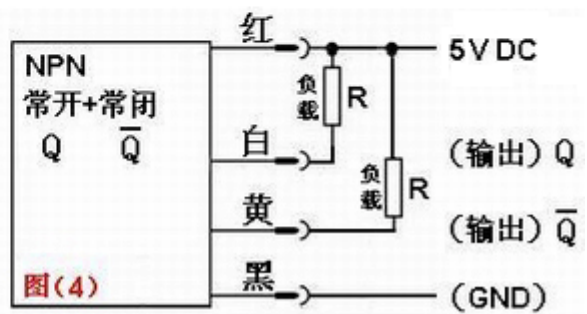 红
5V DC
NPN
常开+常闭
Q Q̅
负载 R
白
(输出) Q
负载 R
黄
(输出) Q̅
黑
图(4)
(GND)